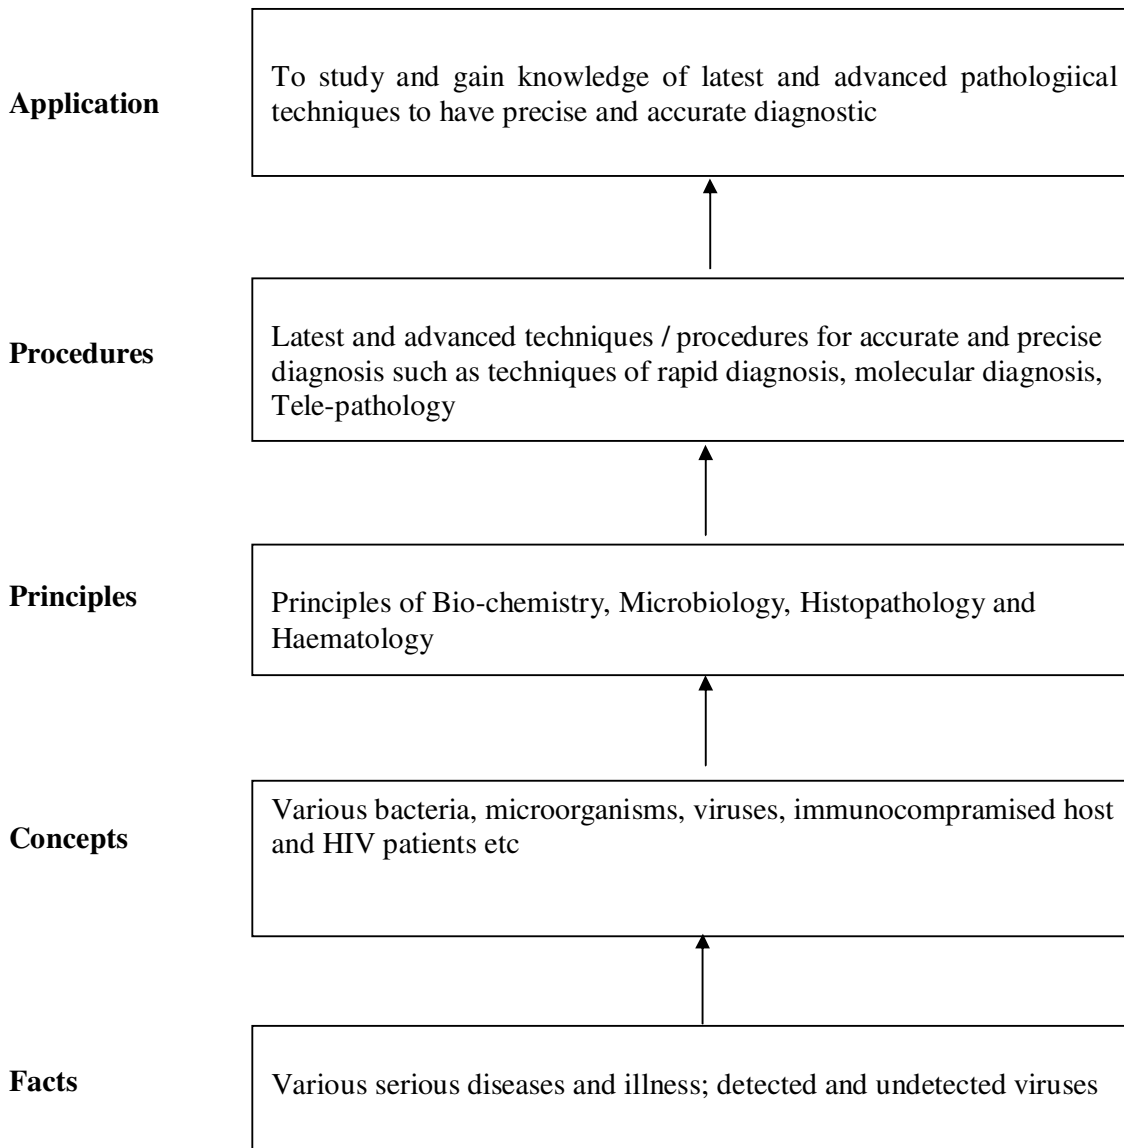 Application
To study and gain knowledge of latest and advanced pathologiical
techniques to have precise and accurate diagnostic
Procedures
Latest and advanced techniques / procedures for accurate and precise
diagnosis such as techniques of rapid diagnosis, molecular diagnosis,
Tele-pathology
Principles
Principles of Bio-chemistry, Microbiology, Histopathology and
Haematology
Concepts
Various bacteria, microorganisms, viruses, immunocompramised host
and HIV patients etc
Facts
Various serious diseases and illness; detected and undetected viruses